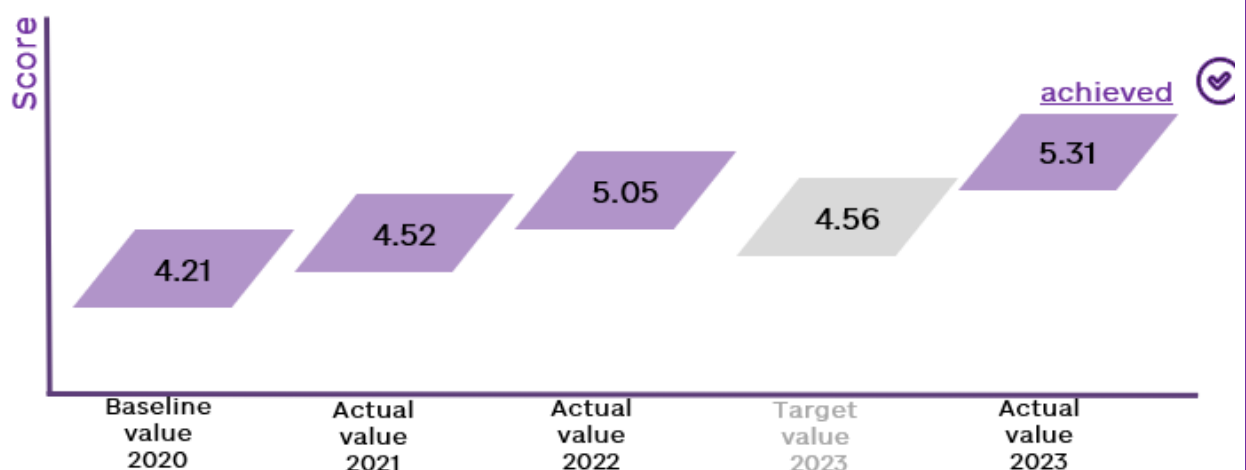 Score
achieved
5.31
5.05
4.56
4.52
4.21
Baseline
value
2020
Actual
value
2021
Actual
value
2022
Target
value
2023
Actual
value
2023